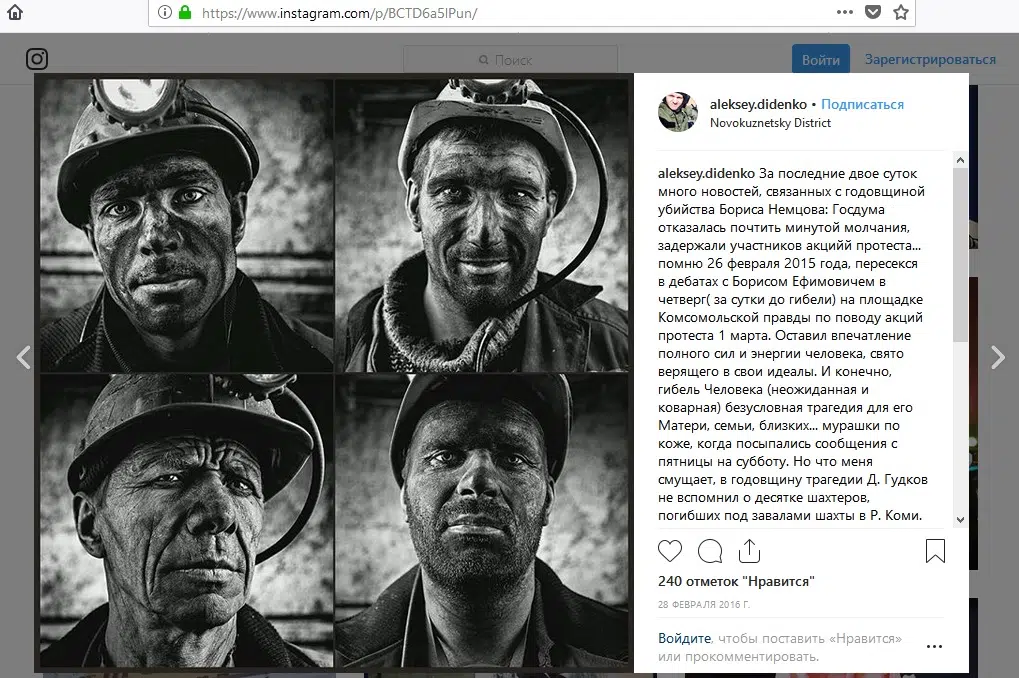 https://www.instagram.com/p/BCTD6a5lPun/
Поиск
Войти
Зарегистрироваться
aleksey.didenko • Подписаться
Novokuznetsky District
aleksey.didenko За последние двое суток
много новостей, связанных с годовщиной
убийства Бориса Немцова: Госдума
отказалась почтить минутой молчания,
задержали участников акцийй протеста...
помню 26 февраля 2015 года, пересекся
в дебатах с Борисом Ефимовичем в
четверг( за сутки до гибели) на площадке
Комсомольской правды по поводу акций
протеста 1 марта. Оставил впечатление
полного сил и энергии человека, свято
верящего в свои идеалы. И конечно,
гибель Человека (неожиданная и
коварная) безусловная трагедия для его
Матери, семьи, близких... мурашки по
коже, когда посыпались сообщения с
пятницы на субботу. Но что меня
смущает, в годовщину трагедии Д. Гудков
не вспомнил о десятке шахтеров,
погибших под завалами шахты в Р. Коми.
240 отметок "Нравится"
28 ФЕВРАЛЯ 2016 Г.
Войдите, чтобы поставить «Нравится»
или прокомментировать.